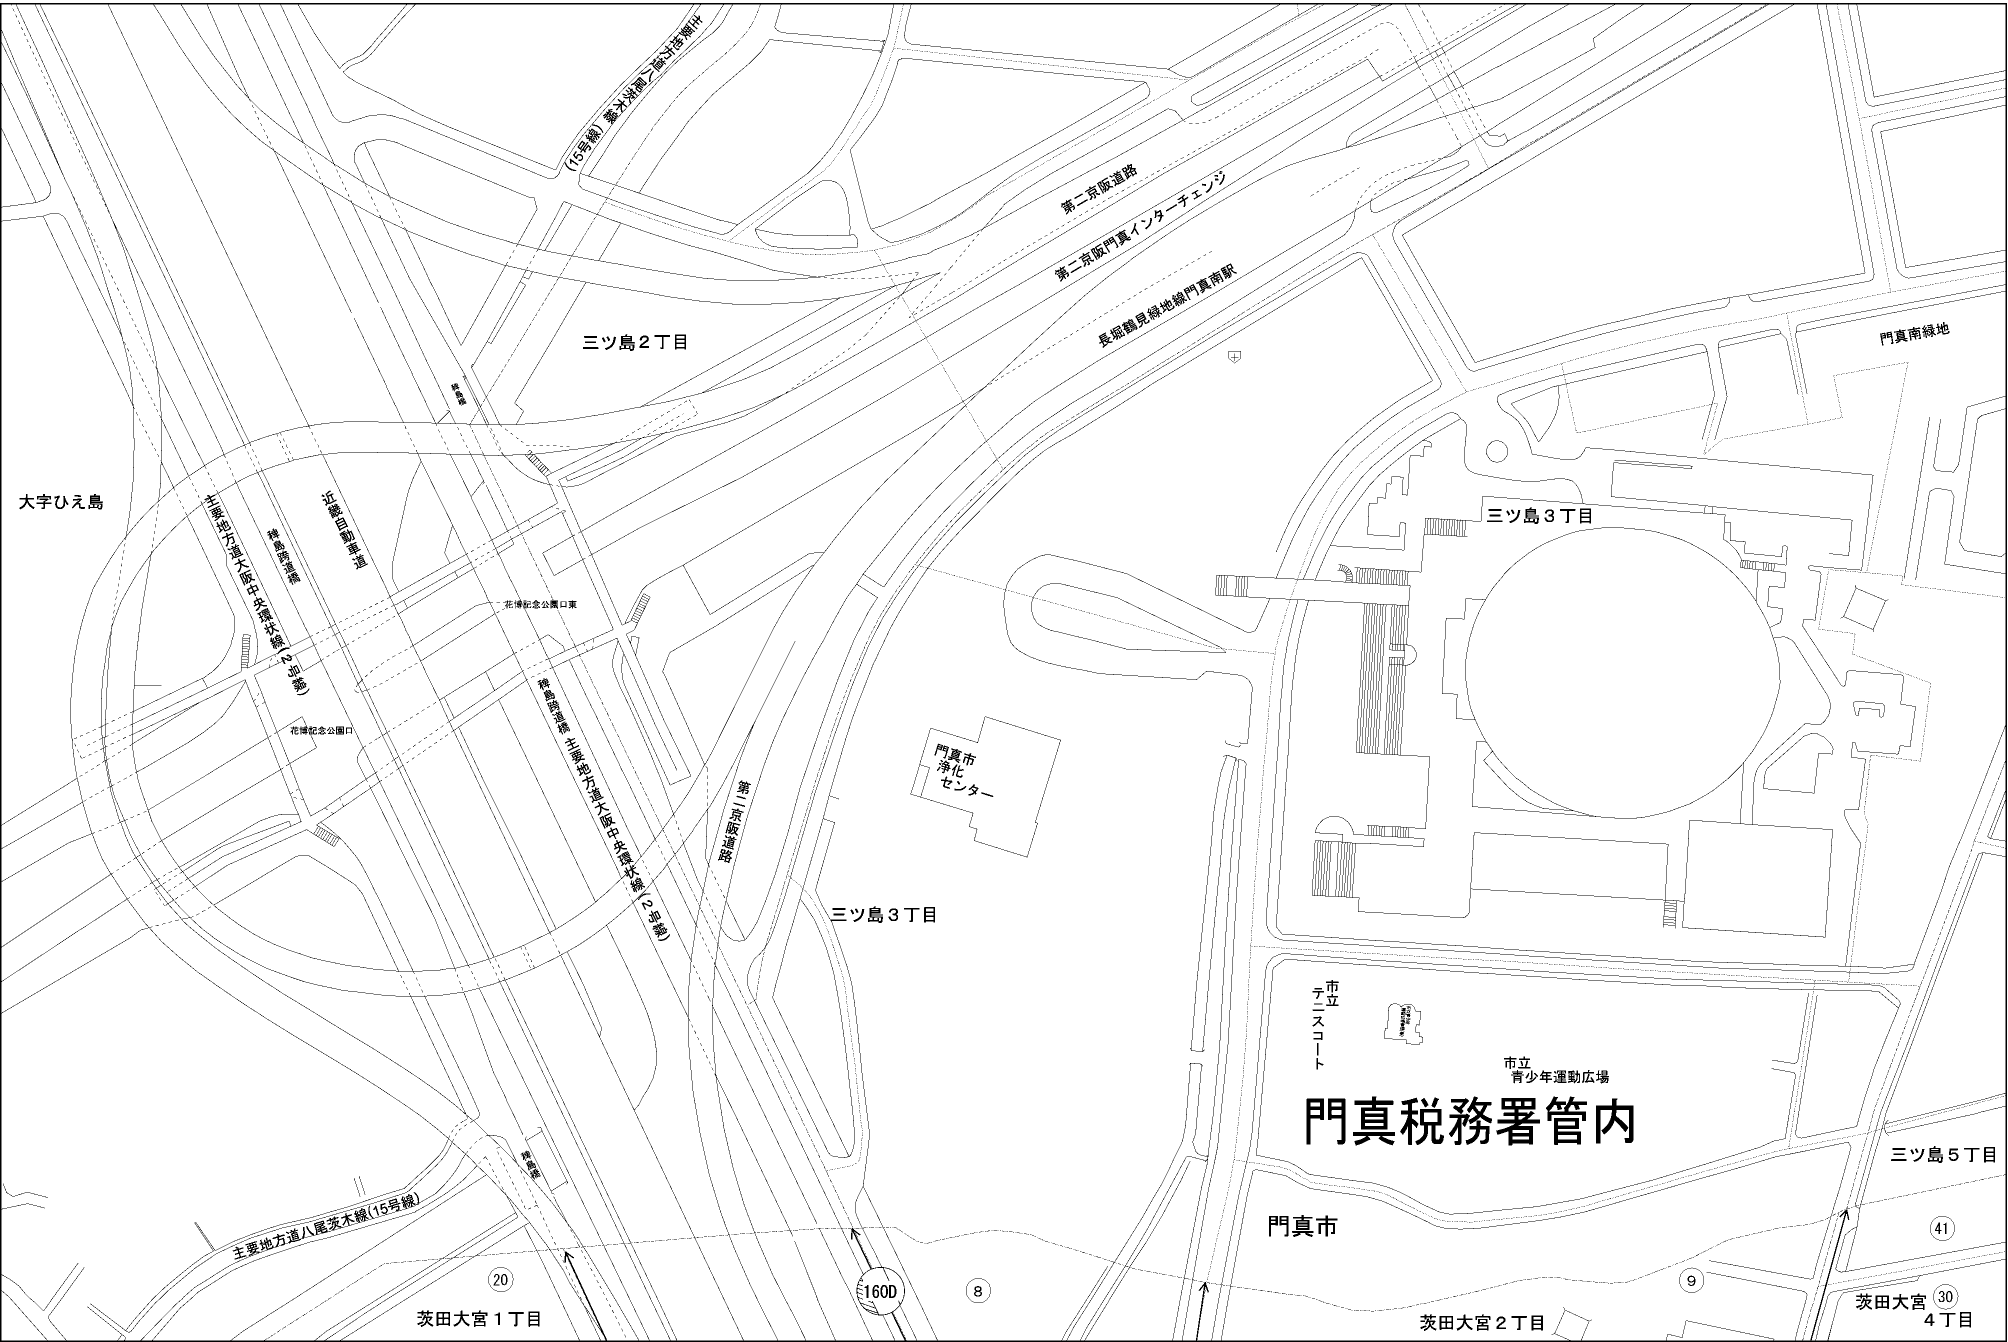 主要地方道八尾茨木線
(15号線)
第二京阪道路
第二京阪門真インターチェンジ
長堀鶴見緑地線門真南駅
門真南緑地
三ツ島２丁目
稗島橋
大字ひえ島
主要地方道大阪中央環状線(２号線)
稗島跨道橋
近畿自動車道
三ツ島３丁目
花博記念公園口東
花博記念公園口
稗島跨道橋
主要地方道大阪中央環状線(２号線)
第二京阪道路
門真市
浄化
センター
三ツ島３丁目
市立
テニスコート
市立
青少年運動広場
門真税務署管内
稗島橋
三ツ島５丁目
主要地方道八尾茨木線(15号線)
門真市
41
20
160D
8
9
30
茨田大宮１丁目
茨田大宮２丁目
茨田大宮
４丁目